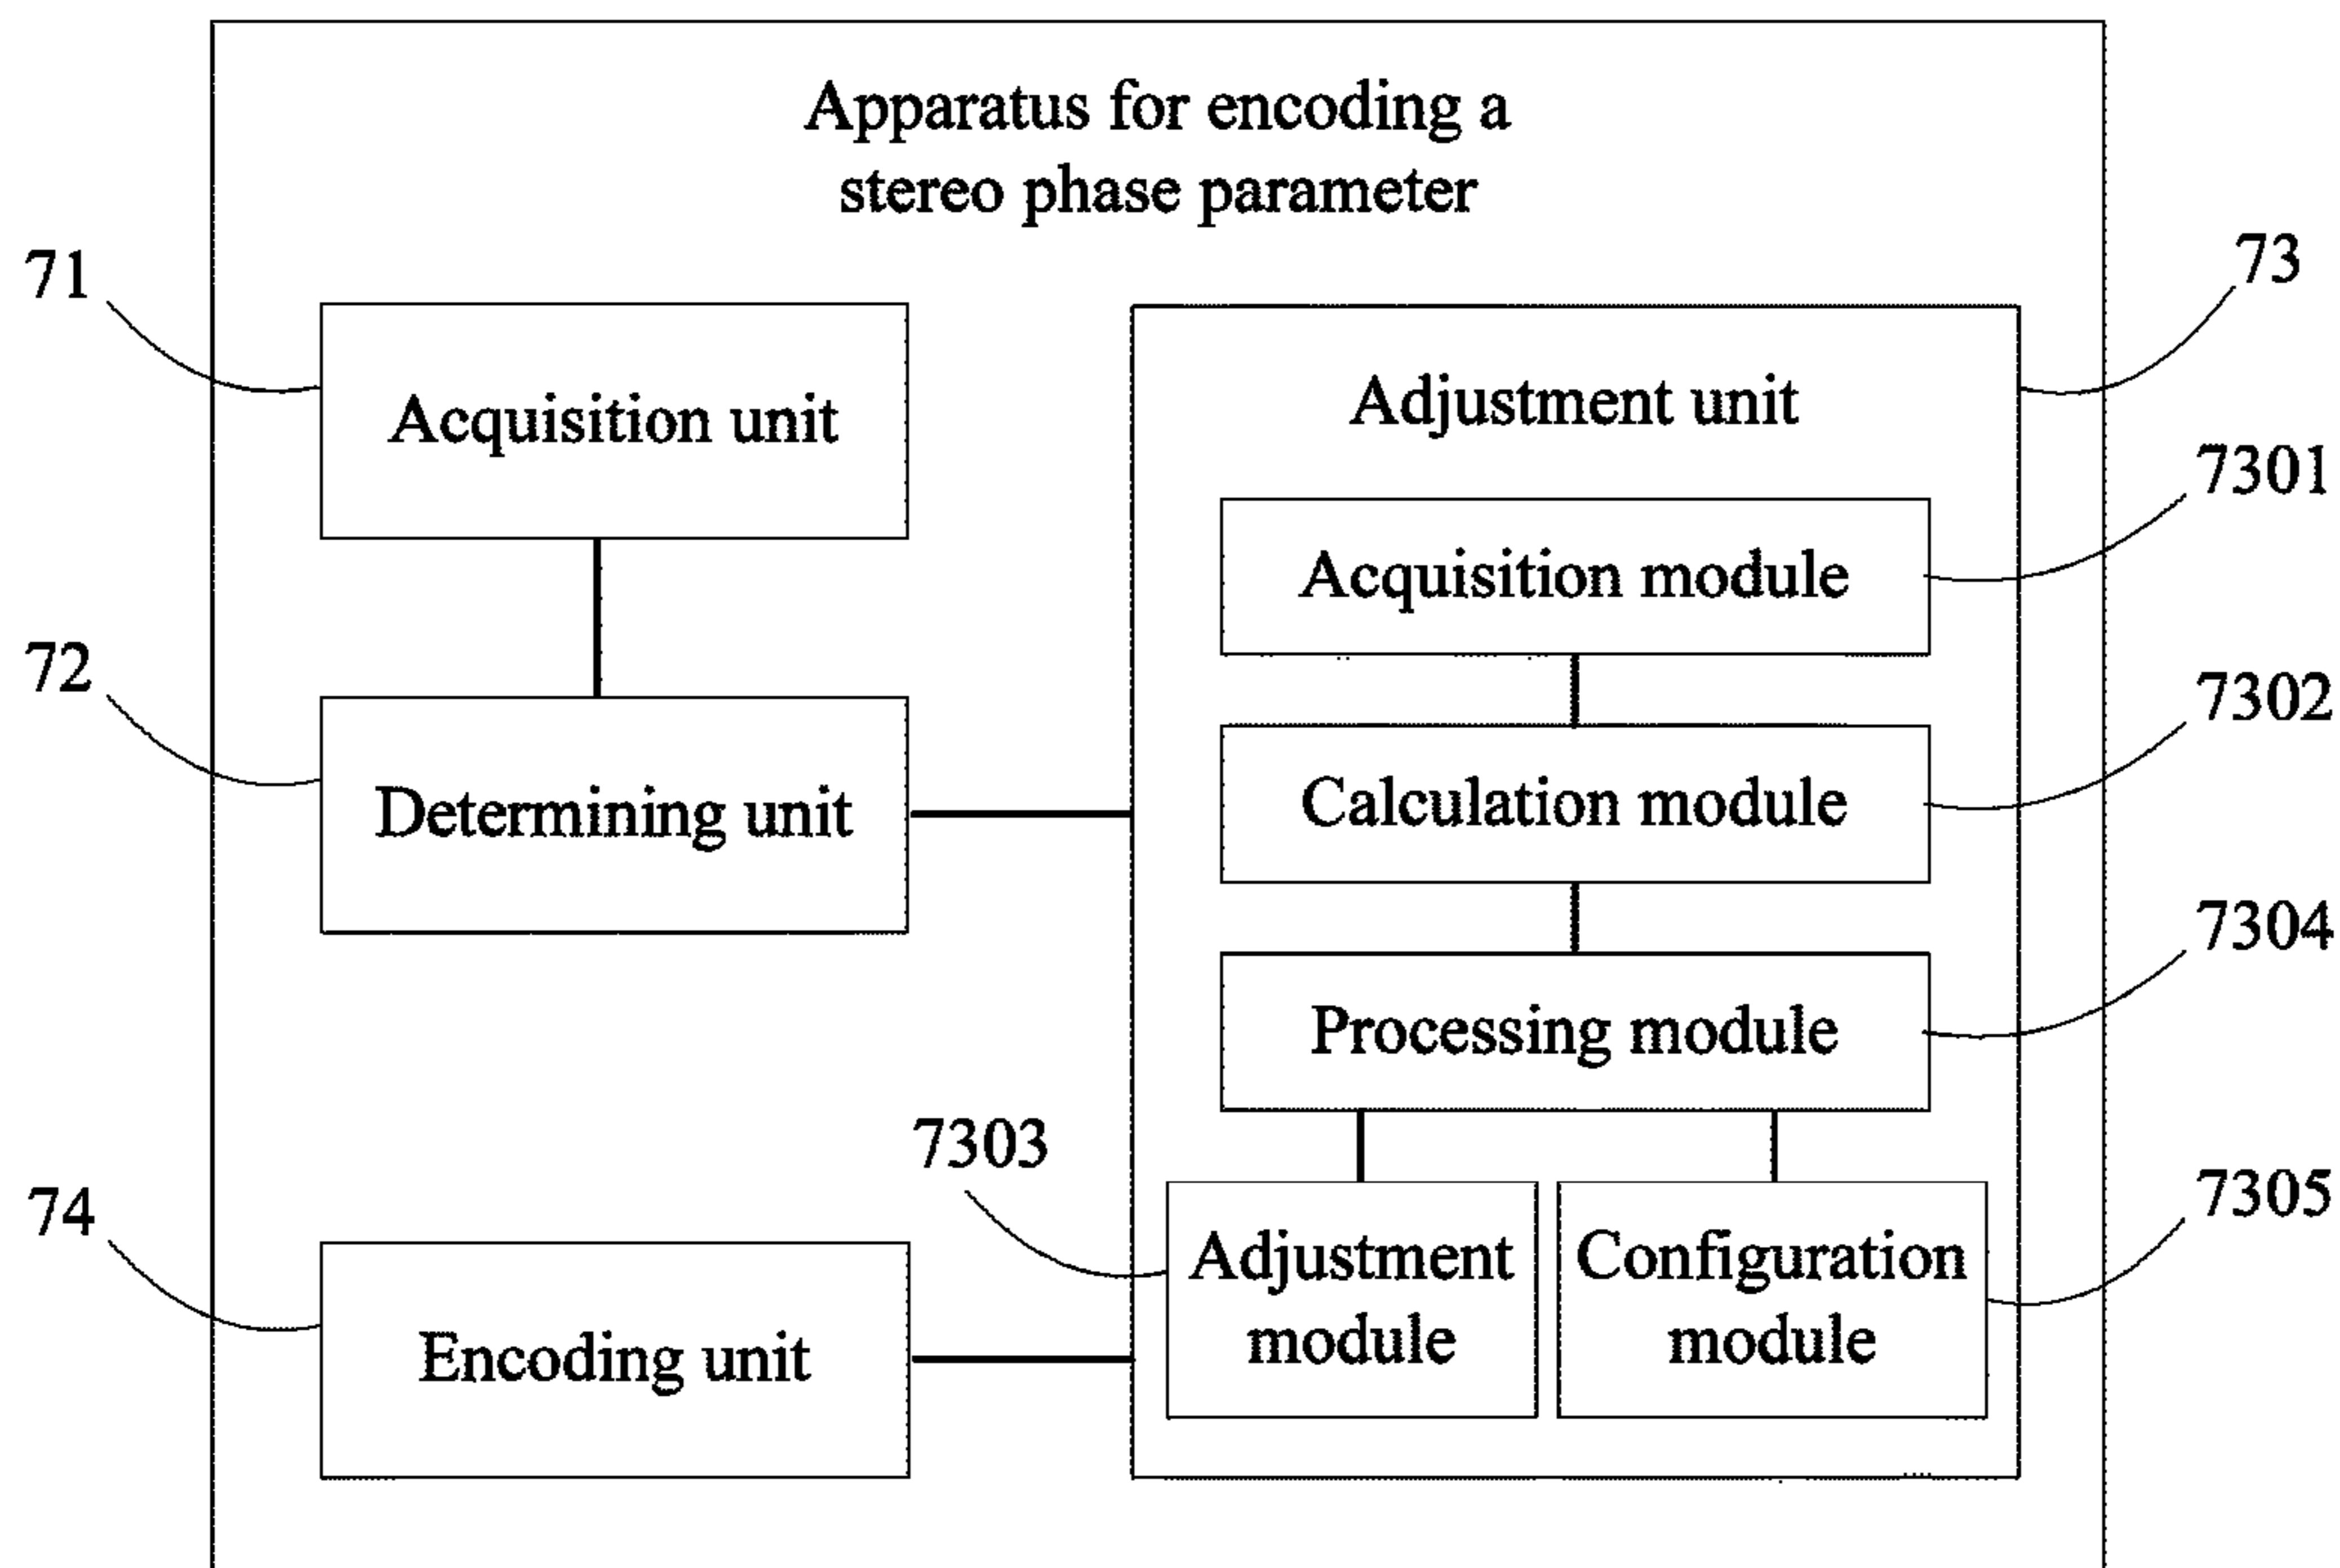 Apparatus for encoding a
stereo phase parameter
71
Acquisition unit
72
Determining unit
74
Encoding unit
73
Adjustment unit
7301
Acquisition module
7302
Calculation module
7304
Processing module
7303
Adjustment
module
7305
Configuration
module